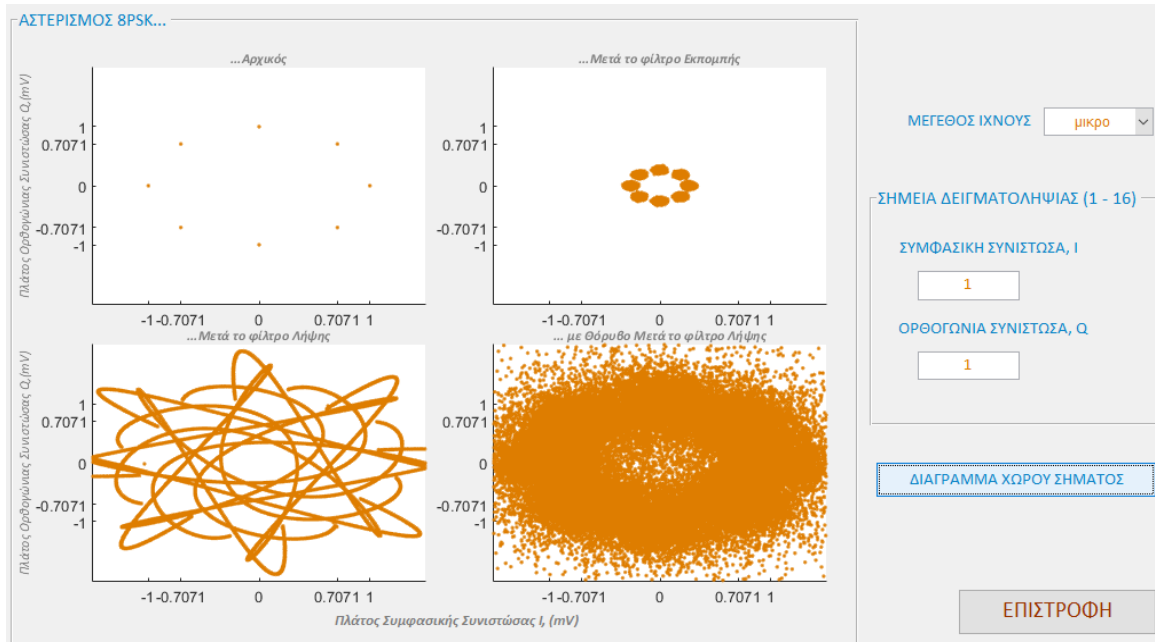 ΑΣΤΕΡΙΣΜΟΣ 8PSK...
...Αρχικός
...Μετά το φίλτρο Εκπομπής
Πλάτος Ορθογώνιας Συνιστώσας Q,(mV)
1
0.7071
0
-0.7071
-1
-1 -0.7071 0 0.7071 1
1
0.7071
0
-0.7071
-1
-1 -0.7071 0 0.7071 1
...Μετά το φίλτρο Λήψης
... με Θόρυβο Μετά το φίλτρο Λήψης
Πλάτος Ορθογώνιας Συνιστώσας Q,(mV)
1
0.7071
0
-0.7071
-1
-1 -0.7071 0 0.7071 1
1
0.7071
0
-0.7071
-1
-1 -0.7071 0 0.7071 1
Πλάτος Συμφασικής Συνιστώσας I, (mV)
ΜΕΓΕΘΟΣ ΙΧΝΟΥΣ μικρο
ΣΗΜΕΙΑ ΔΕΙΓΜΑΤΟΛΗΨΙΑΣ (1 - 16)
ΣΥΜΦΑΣΙΚΗ ΣΥΝΙΣΤΩΣΑ, I
1
ΟΡΘΟΓΩΝΙΑ ΣΥΝΙΣΤΩΣΑ, Q
1
ΔΙΑΓΡΑΜΜΑ ΧΩΡΟΥ ΣΗΜΑΤΟΣ
ΕΠΙΣΤΡΟΦΗ